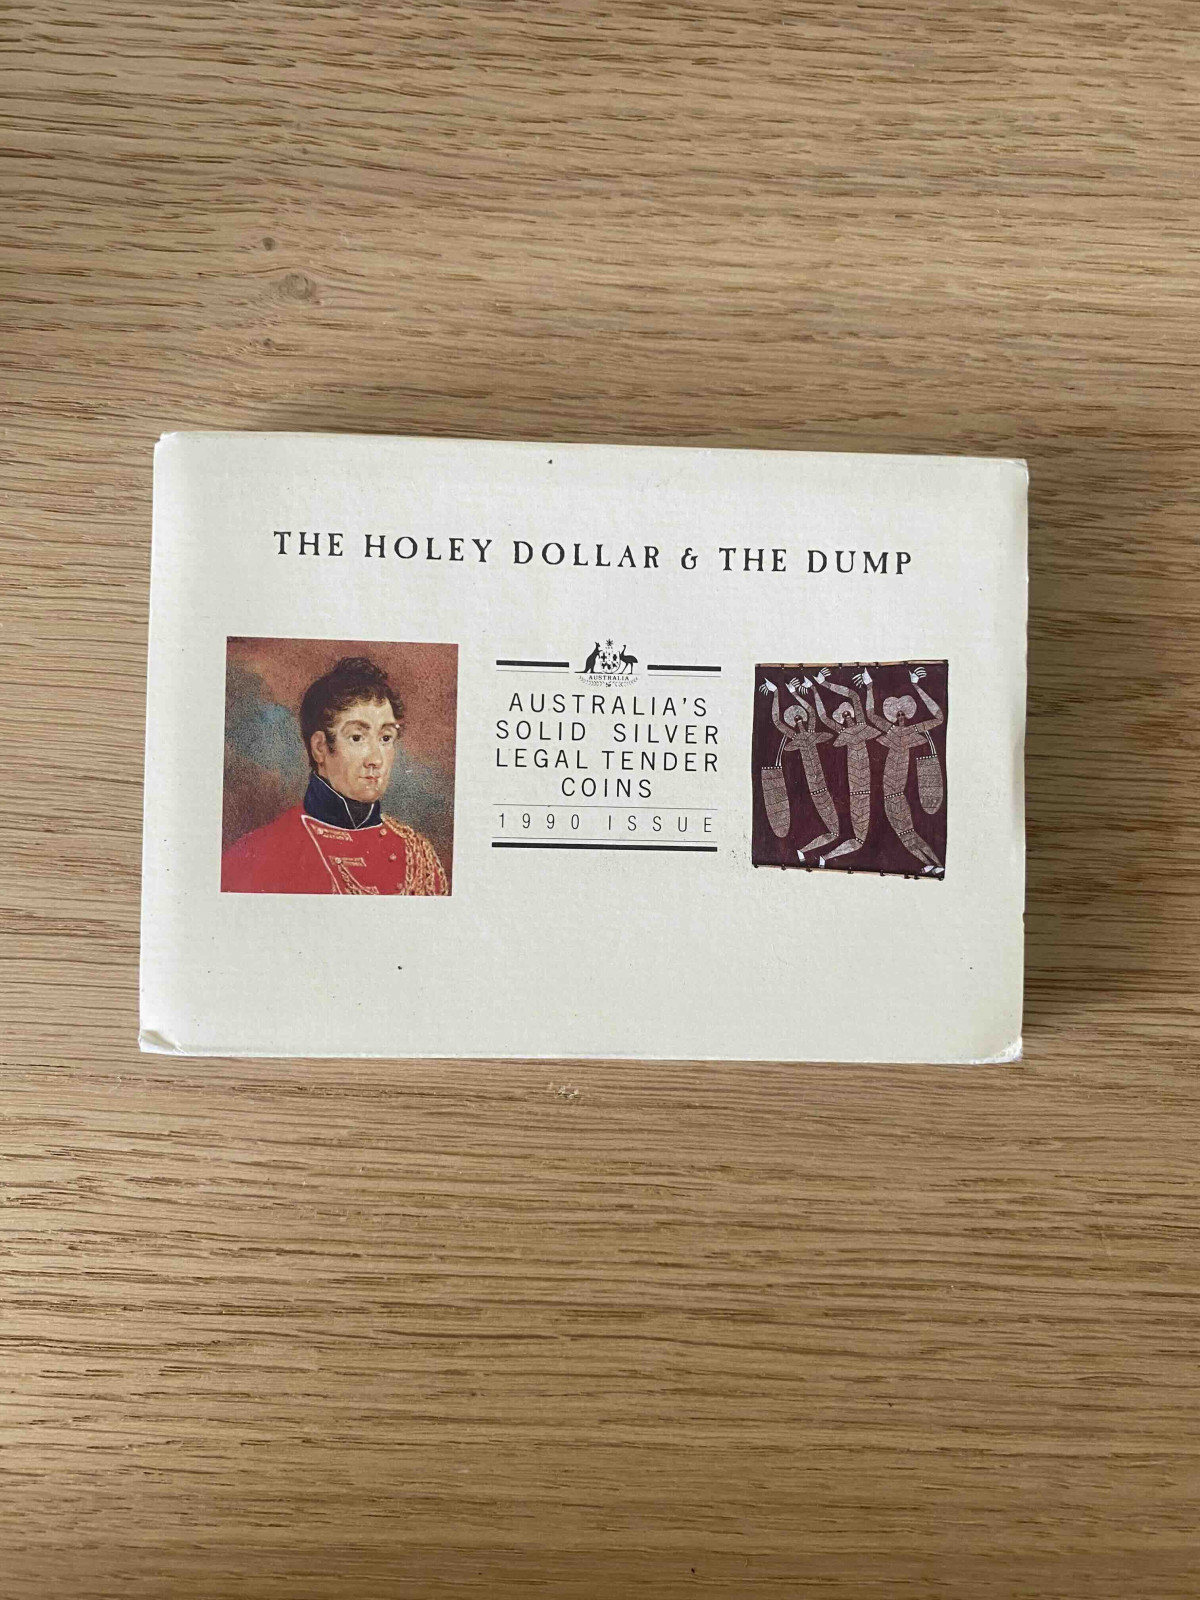 THE HOLEY DOLLAR & THE DUMP
AUSTRALIA
AUSTRALIA'S
SOLID SILVER
LEGAL TENDER
COINS
1990 ISSUE